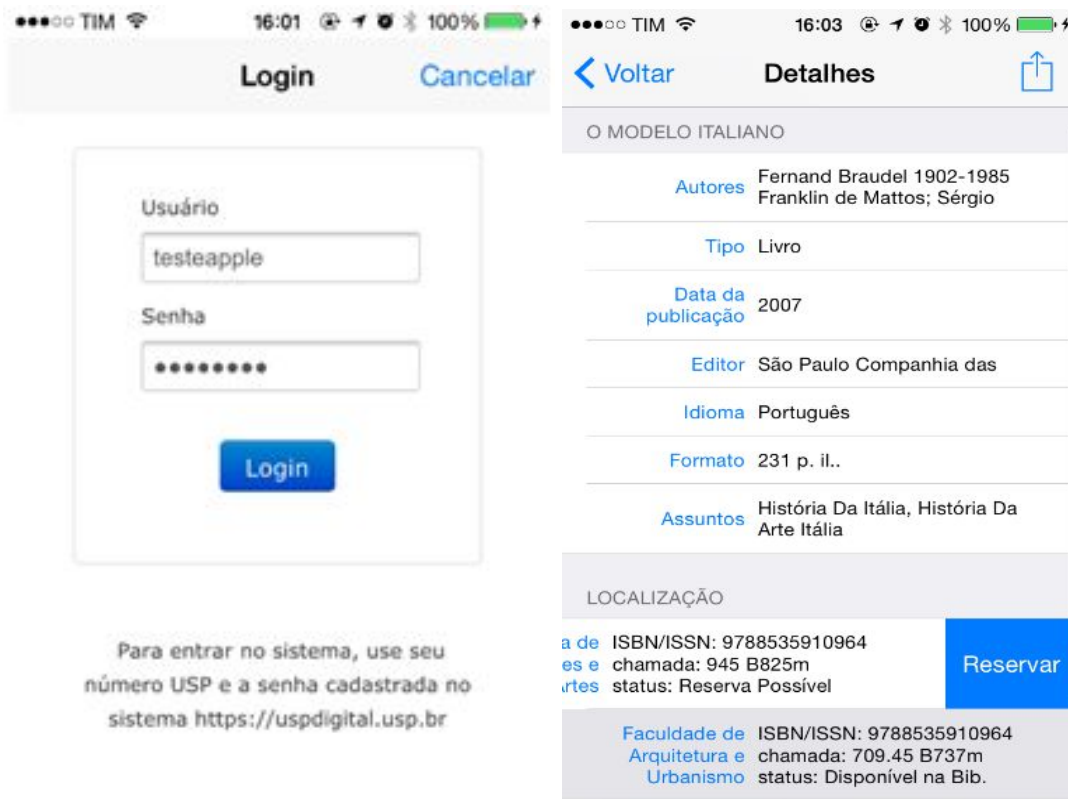 TIM 16:01 100%
Login Cancelar
Usuário
testeapple
Senha
Login
Para entrar no sistema, use seu
número USP e a senha cadastrada no
sistema https://uspdigital.usp.br
TIM 16:03 100%
Voltar Detalhes
O MODELO ITALIANO
Autores Fernand Braudel 1902-1985
Franklin de Mattos; Sérgio
Tipo Livro
Data da
publicação 2007
Editor São Paulo Companhia das
Idioma Português
Formato 231 p. il..
Assuntos História Da Itália, História Da
Arte Itália
LOCALIZAÇÃO
a de ISBN/ISSN: 9788535910964
es e chamada: 945 B825m
rtes status: Reserva Possível
Reservar
Faculdade de ISBN/ISSN: 9788535910964
Arquitetura e chamada: 709.45 B737m
Urbanismo status: Disponível na Bib.